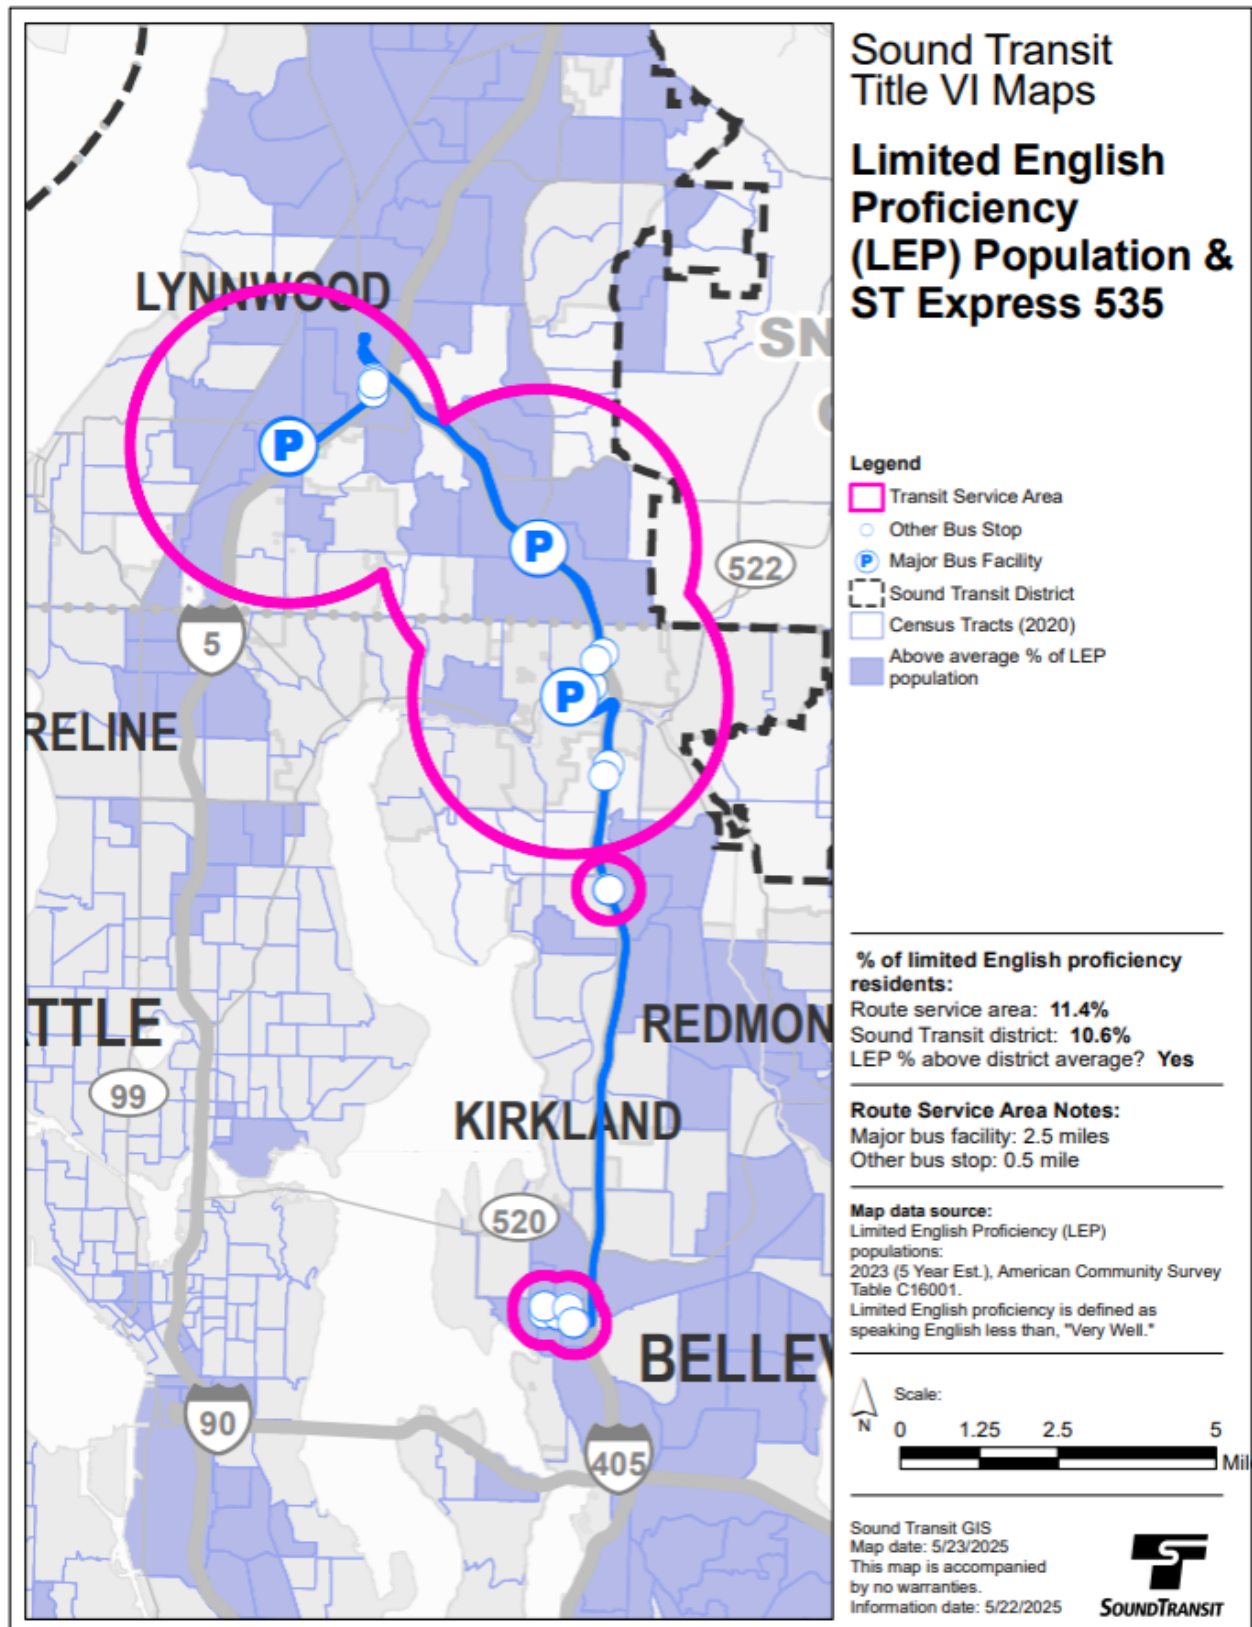 Sound Transit
Title VI Maps
Limited English
Proficiency
(LEP) Population &
ST Express 535
LYNNWOOD
SN
P
P
522
P
5
RELINE
TTLE
REDMON
99
KIRKLAND
520
BELLEV
90
405
Legend
Transit Service Area
Other Bus Stop
P Major Bus Facility
Sound Transit District
Census Tracts (2020)
Above average % of LEP
population
% of limited English proficiency
residents:
Route service area: 11.4%
Sound Transit district: 10.6%
LEP % above district average? Yes
Route Service Area Notes:
Major bus facility: 2.5 miles
Other bus stop: 0.5 mile
Map data source:
Limited English Proficiency (LEP)
populations:
2023 (5 Year Est.), American Community Survey
Table C16001.
Limited English proficiency is defined as
speaking English less than, "Very Well."
N
Scale:
0 1.25 2.5 5
Mil
Sound Transit GIS
Map date: 5/23/2025
This map is accompanied
by no warranties.
Information date: 5/22/2025
SOUNDTRANSIT